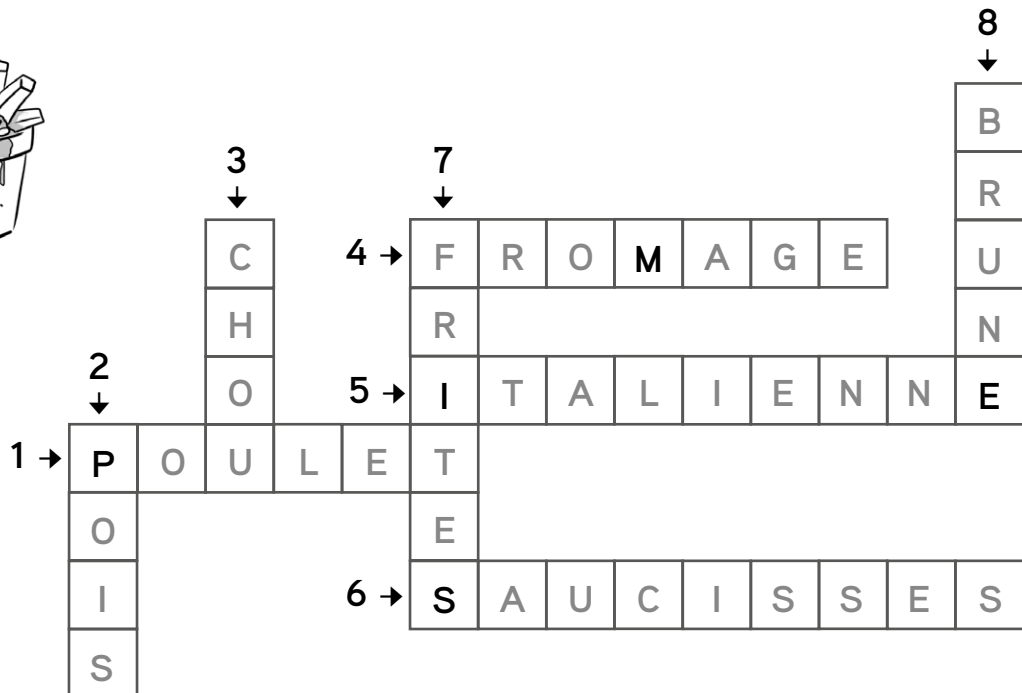 8
B
3 7 R
C 4 → F R O M A G E U
H R N
2 O 5 → I T A L I E N N E
1 → P O U L E T
O E
I 6 → S A U C I S S E S
S